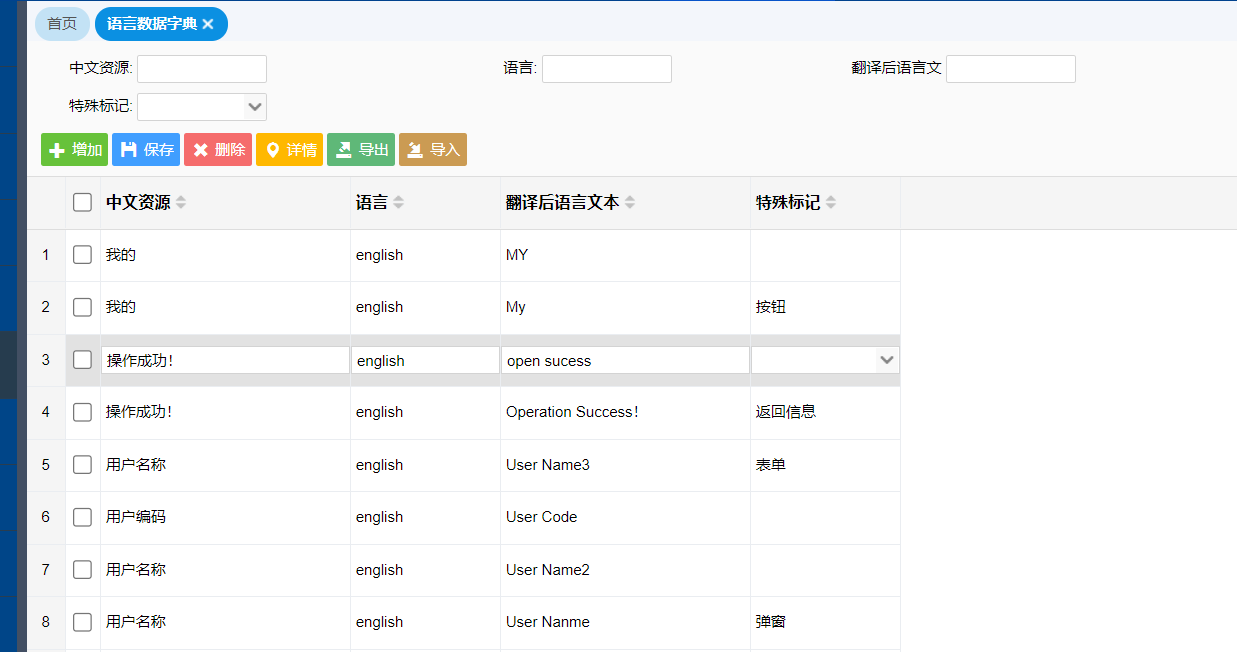 首页 语言数据字典
中文资源: 语言: 翻译后语言文
特殊标记:
增加 保存 删除 详情 导出 导入
中文资源 语言 翻译后语言文本 特殊标记
1 我的 english MY
2 我的 english My 按钮
3 操作成功! english open sucess
4 操作成功! english Operation Success! 返回信息
5 用户名称 english User Name3 表单
6 用户编码 english User Code
7 用户名称 english User Name2
8 用户名称 english User Nanme 弹窗